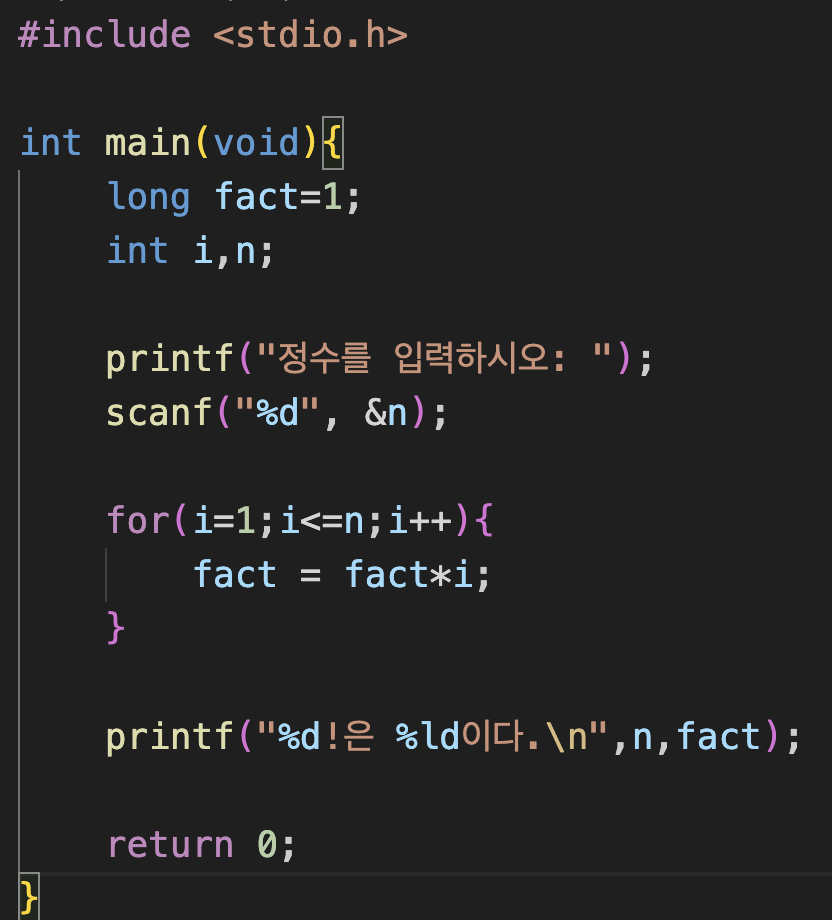 #include <stdio.h>
int main(void){
    long fact=1;
    int i,n;
    printf("정수를 입력하시오: ");
    scanf("%d", &n);
    for(i=1;i<=n;i++){
        fact = fact*i;
    }
    printf("%d!은 %ld이다.\n",n,fact);
    return 0;
}